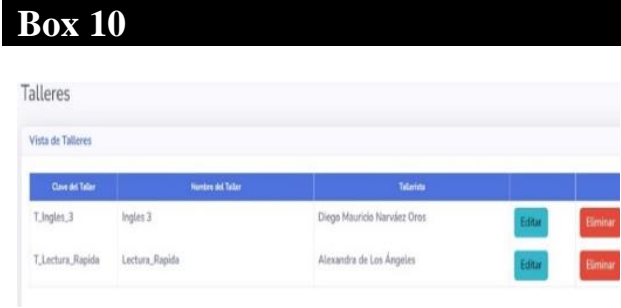 Box 10
Talleres
Vista de Talleres
Clave del Taller Nombre del Taller Tallerista
T_Ingles_3 Ingles 3 Diego Mauricio Narváez Oros Editar Eliminar
T_Lectura_Rapida Lectura_Rapida Alexandra de Los Ángeles Editar Eliminar